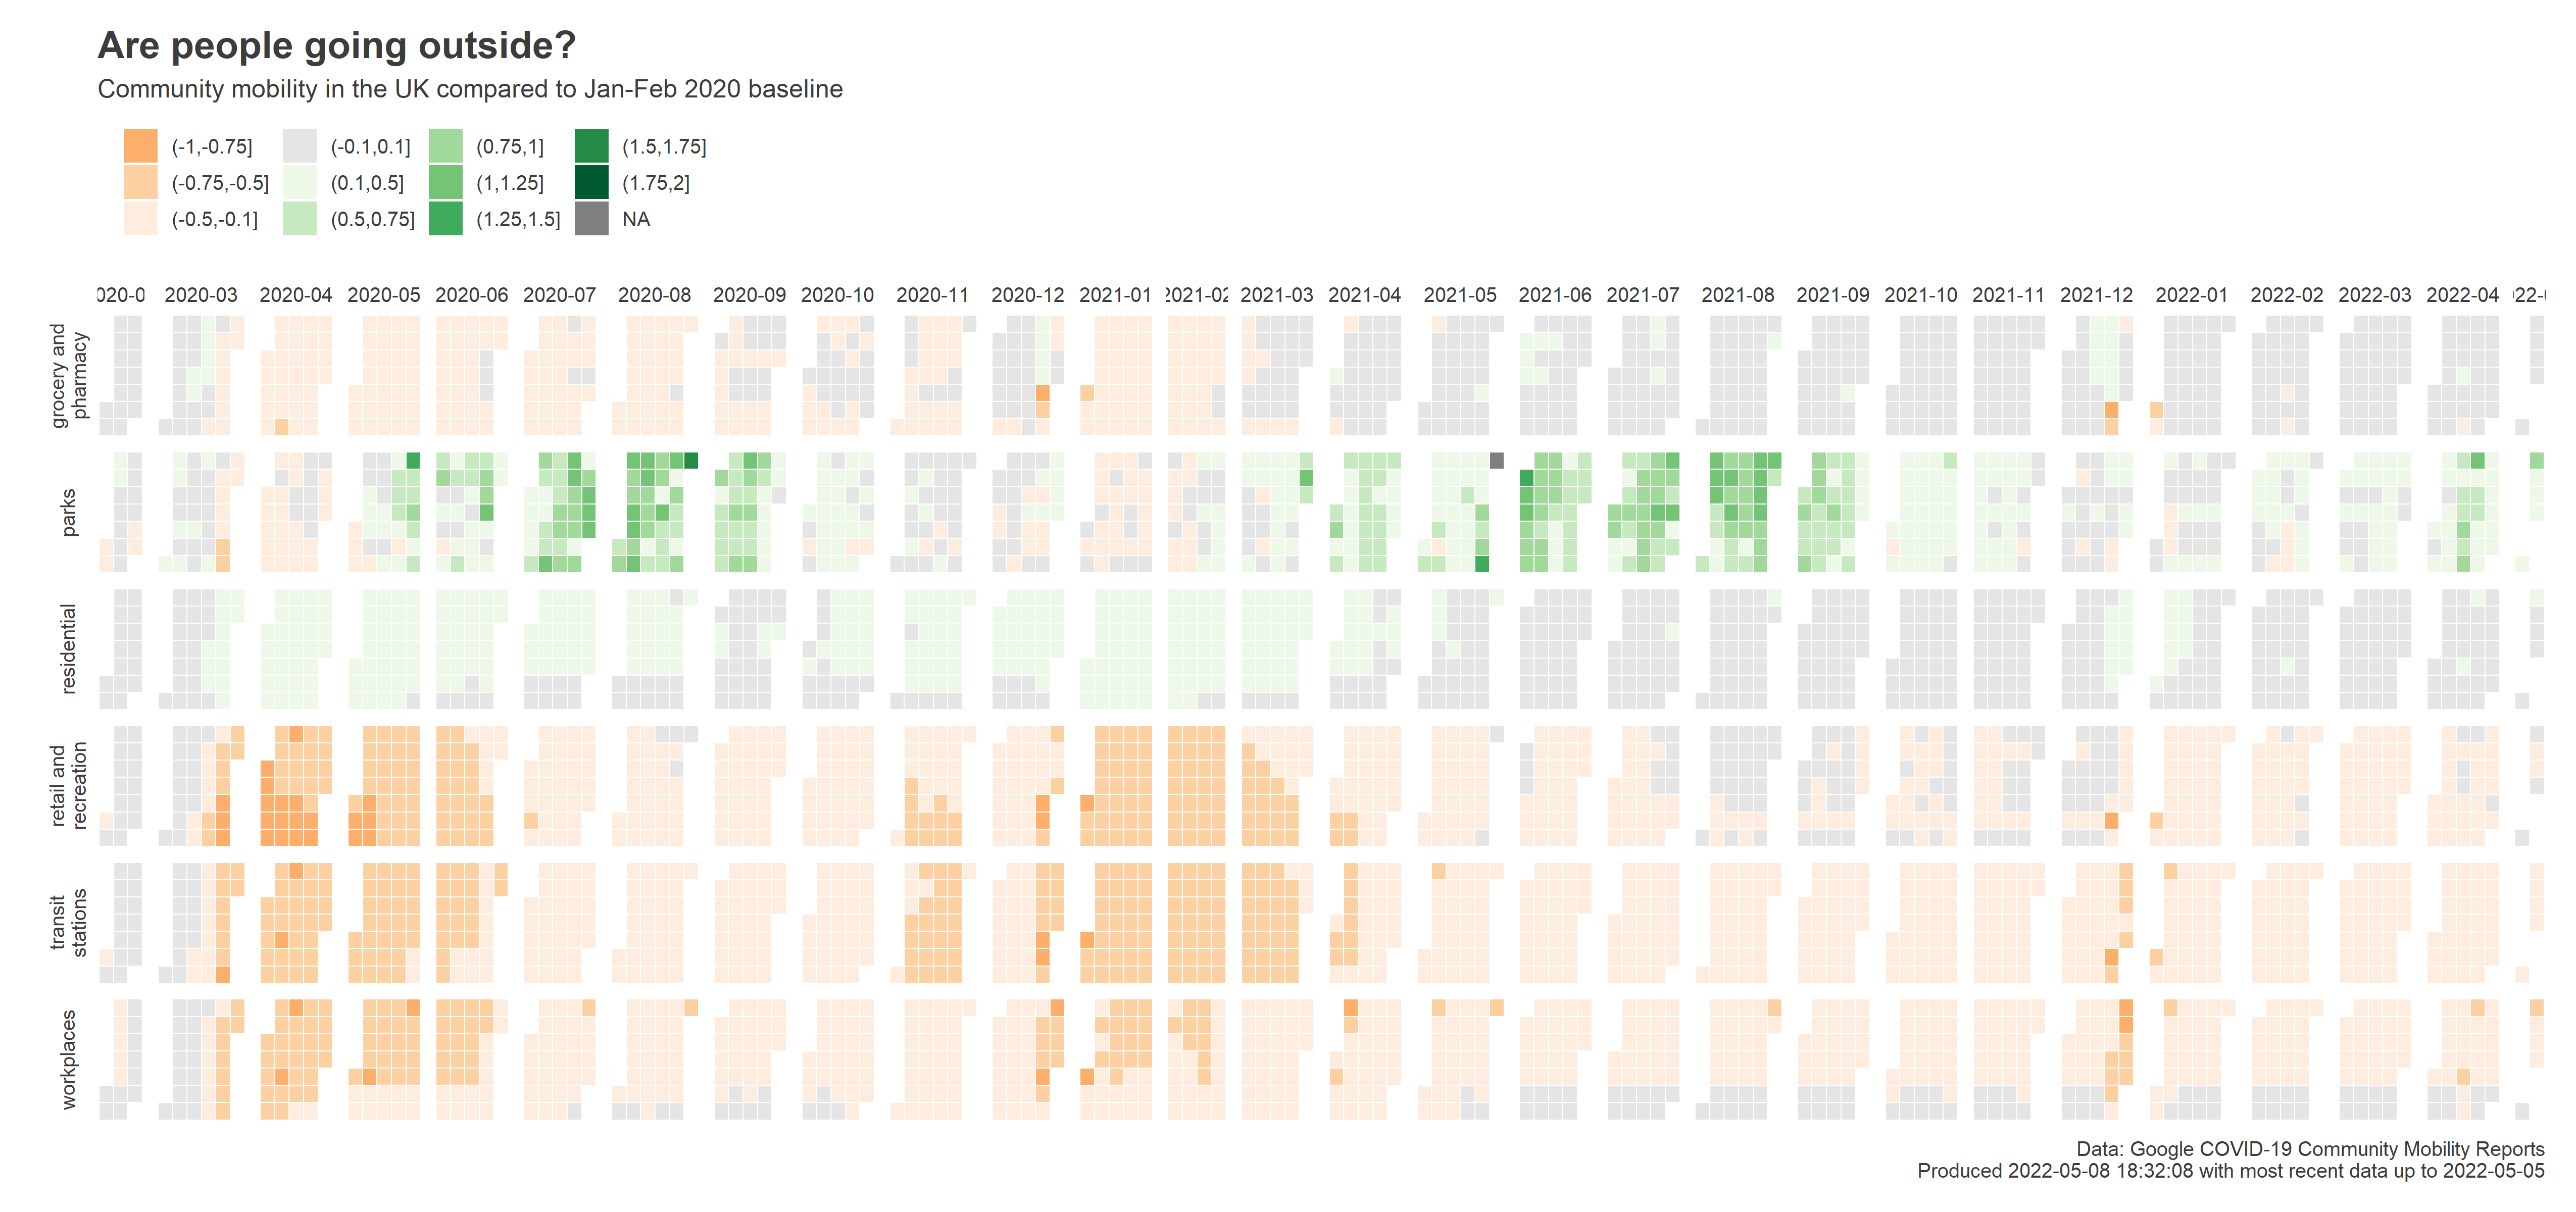 Are people going outside?
Community mobility in the UK compared to Jan-Feb 2020 baseline
(-1,-0.75] (-0.1,0.1] (0.75,1] (1.5,1.75]
(-0.75,-0.5] (0.1,0.5] (1,1.25] (1.75,2]
(-0.5,-0.1] (0.5,0.75] (1.25,1.5] NA
020-0 2020-03 2020-04 2020-05 2020-06 2020-07 2020-08 2020-09 2020-10 2020-11 2020-12 2021-01 2021-02 2021-03 2021-04 2021-05 2021-06 2021-07 2021-08 2021-09 2021-10 2021-11 2021-12 2022-01 2022-02 2022-03 2022-04 22-
grocery and
pharmacy
parks
residential
retail and
recreation
transit
stations
workplaces
Data: Google COVID-19 Community Mobility Reports
Produced 2022-05-08 18:32:08 with most recent data up to 2022-05-05